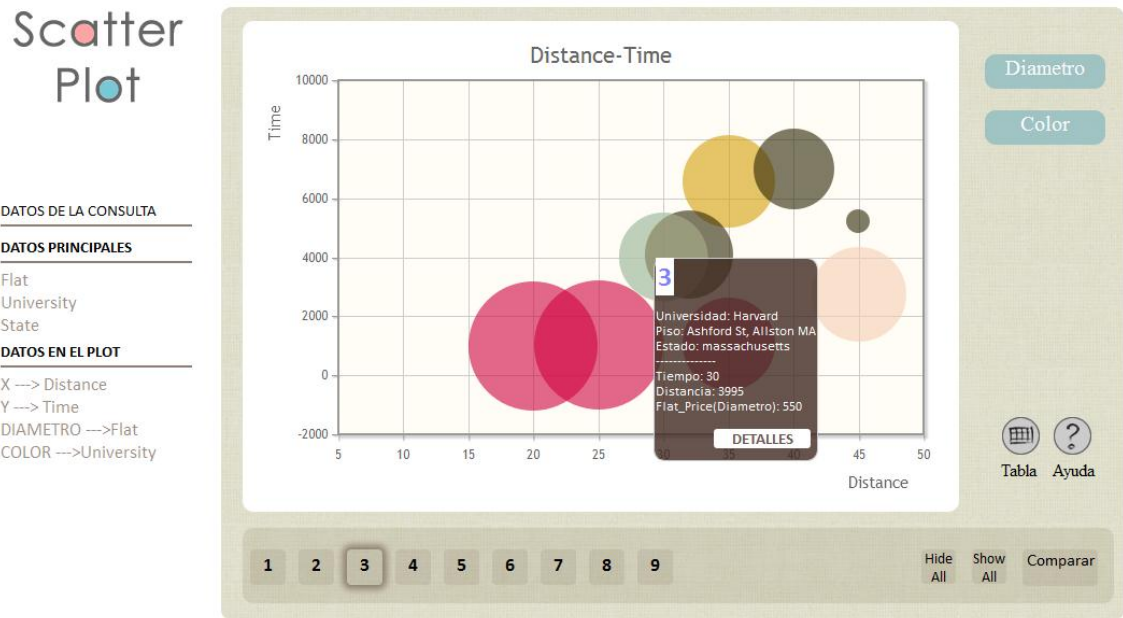 Scatter
Plot
DATOS DE LA CONSULTA
DATOS PRINCIPALES
Flat
University
State
DATOS EN EL PLOT
X ---> Distance
Y ---> Time
DIAMETRO --->Flat
COLOR --->University
Distance-Time
Time
10000
8000
6000
4000
2000
0
-2000
5 10 15 20 25 30 35 40 45 50
Distance
3
Universidad: Harvard
Piso: Ashford St, Allston MA
Estado: massachusetts
--------------
Tiempo: 30
Distancia: 3995
Flat_Price(Diametro): 550
DETALLES
Diametro
Color
Tabla Ayuda
1 2 3 4 5 6 7 8 9
Hide All
Show All
Comparar